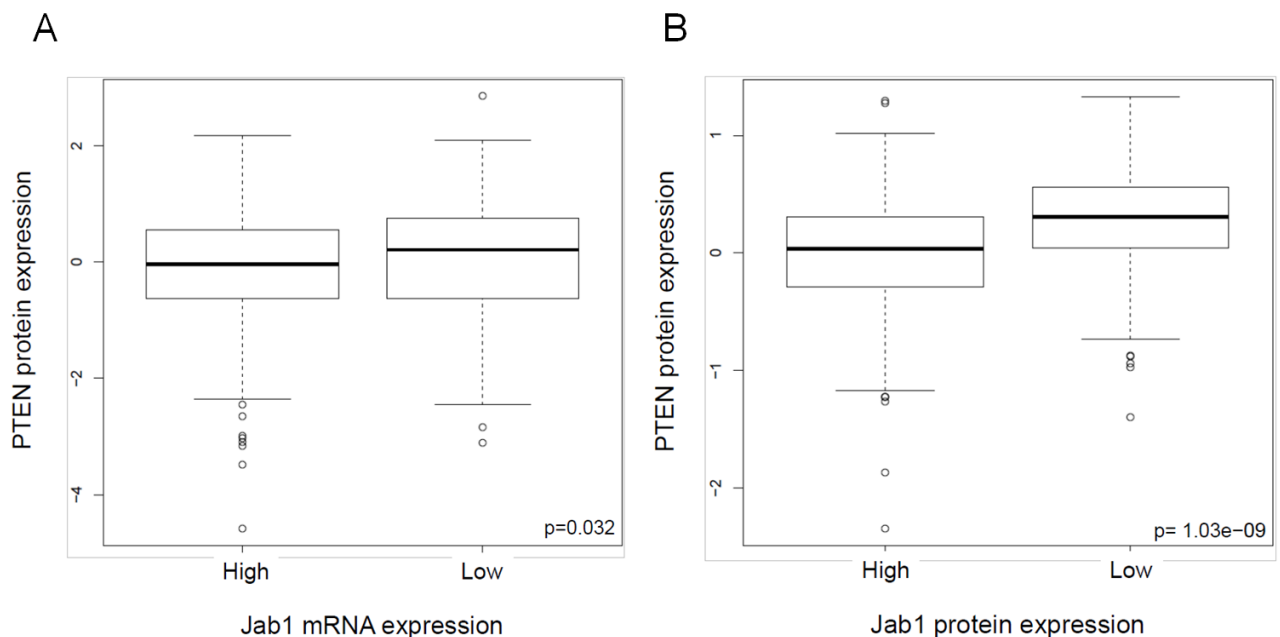 A
PTEN protein expression
2
0
−2
−4
p=0.032
High
Low
Jab1 mRNA expression
B
PTEN protein expression
1
0
−1
−2
p= 1.03e−09
High
Low
Jab1 protein expression